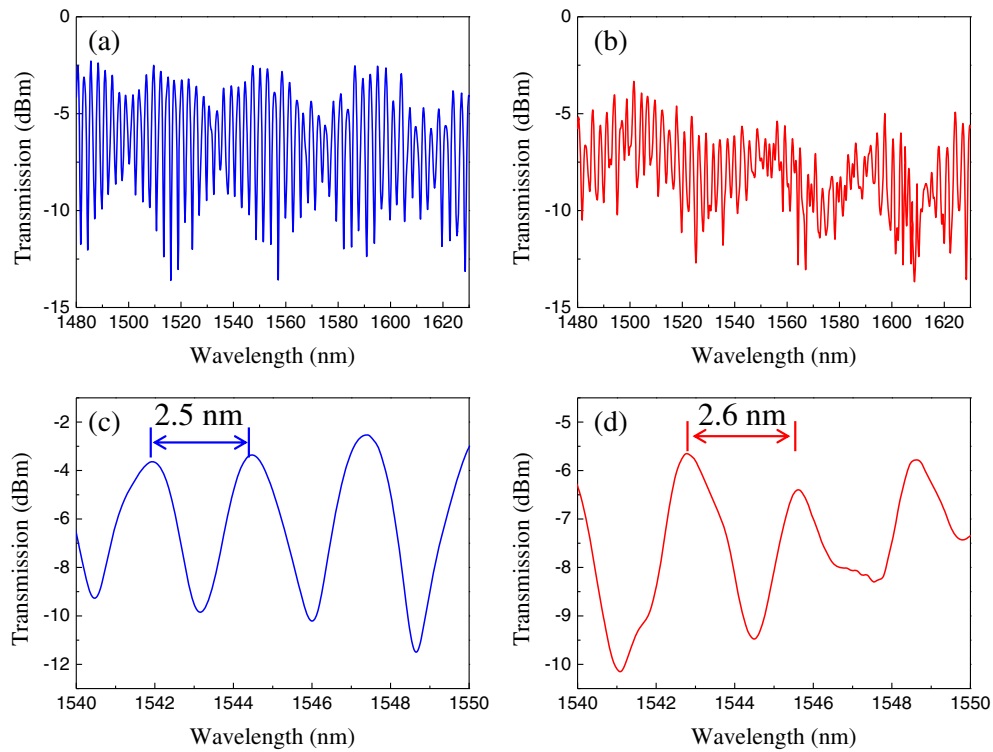 (a)
Transmission (dBm)
0
-5
-10
-15
1480 1500 1520 1540 1560 1580 1600 1620
Wavelength (nm)
(b)
Transmission (dBm)
0
-5
-10
-15
1480 1500 1520 1540 1560 1580 1600 1620
Wavelength (nm)
(c)
2.5 nm
Transmission (dBm)
-2
-4
-6
-8
-10
-12
1540 1542 1544 1546 1548 1550
Wavelength (nm)
(d)
2.6 nm
Transmission (dBm)
-5
-6
-7
-8
-9
-10
1540 1542 1544 1546 1548 1550
Wavelength (nm)